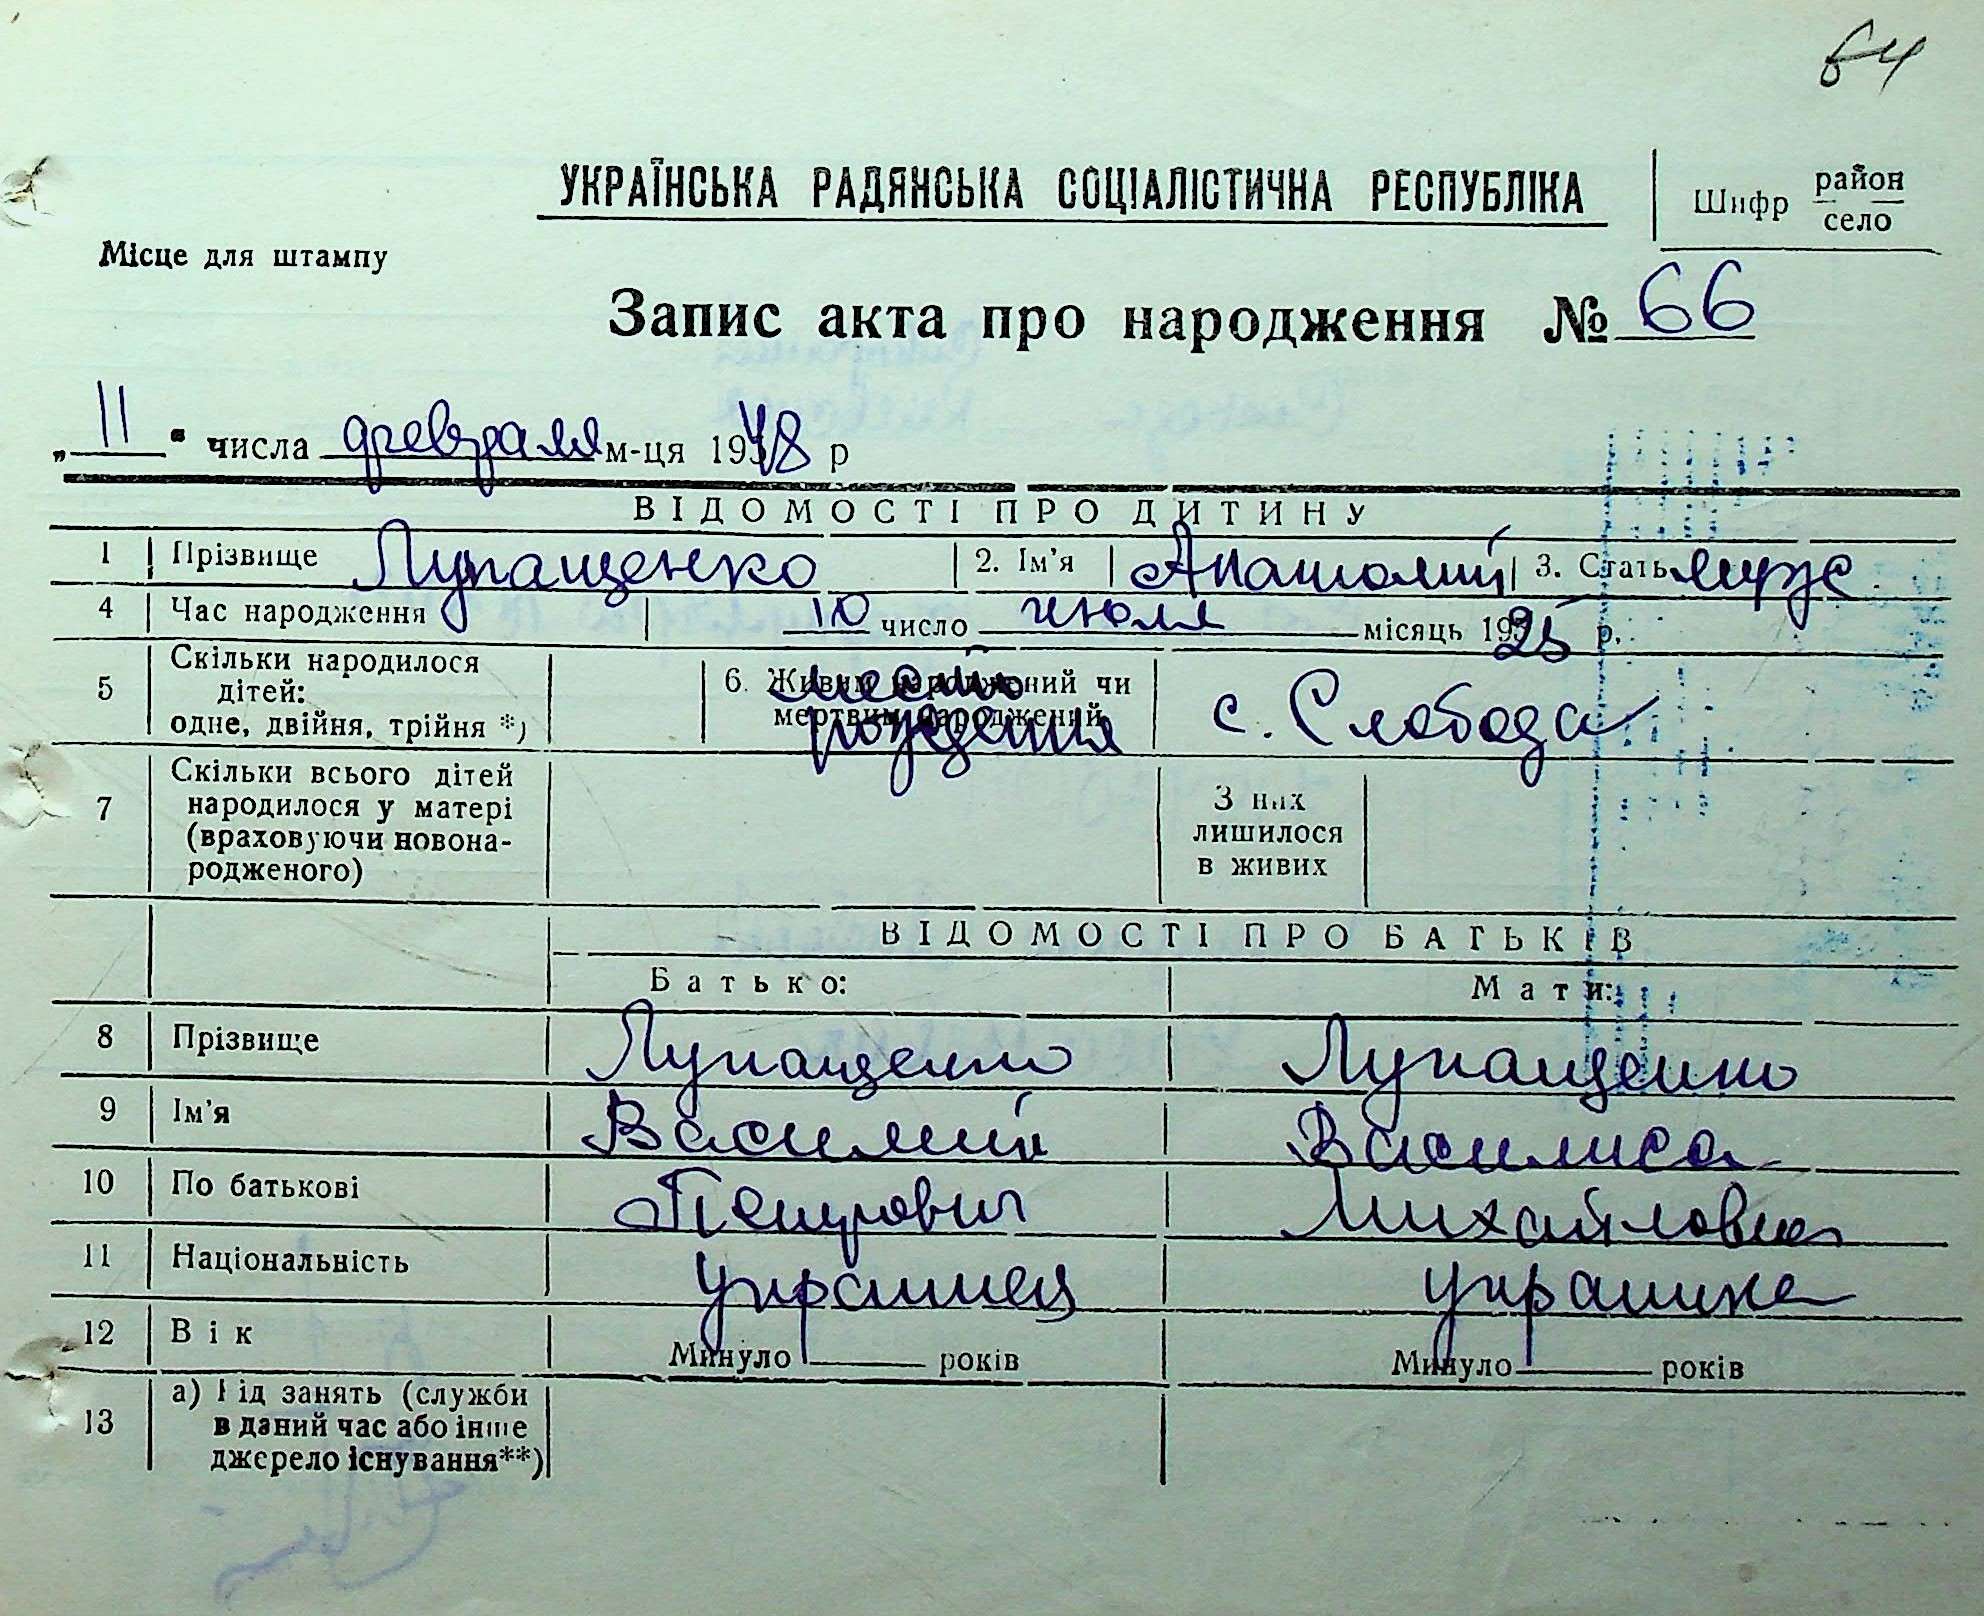 64
УКРАЇНСЬКА РАДЯНСЬКА СОЦІАЛІСТИЧНА РЕСПУБЛІКА
Шифр район
село
Місце для штампу
Запис акта про народження № 66
„11“ числа февраля м-ця 1948 р
ВІДОМОСТІ ПРО ДИТИНУ
1 Прізвище Лупащенко 2. Ім'я Анатолий 3. Стать муж.
4 Час народження 10 число июля місяць 1925 р.
5 Скільки народилося дітей: одне, двійня, трійня *)
6. Живим народжений чи мертвим народжений
место рождения с. Слобода
7 Скільки всього дітей народилося у матері (враховуючи новонародженого)
З них лишилося в живих
ВІДОМОСТІ ПРО БАТЬКІВ
Батько: Мати:
8 Прізвище Лупащенко Лупащенко
9 Ім'я Василий Василиса
10 По батькові Петрович Михайловна
11 Національність украинец украинка
12 Вік Минуло років Минуло років
13 а) Рід занять (служби в даний час або інше джерело існування**)